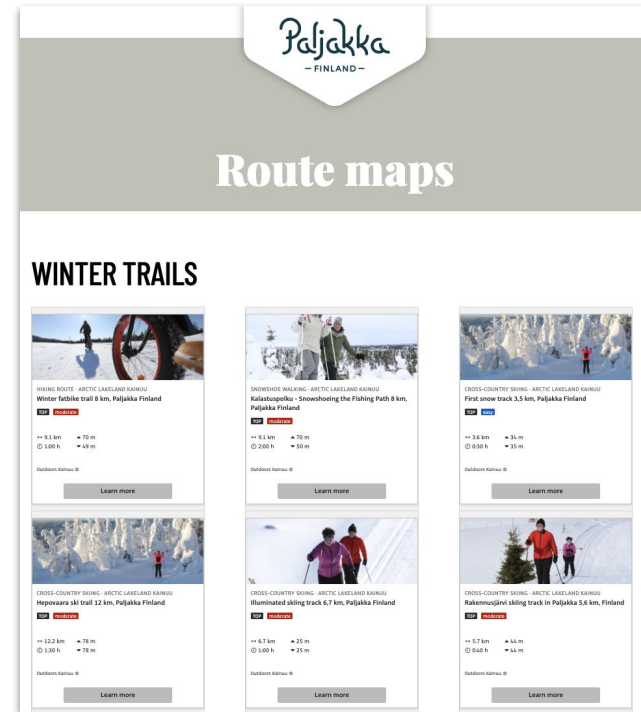 Paljakka
– FINLAND –
Route maps
WINTER TRAILS
HIKING ROUTE · ARCTIC LAKELAND KAINUU
Winter fatbike trail 8 km, Paljakka Finland
TOP moderate
9.1 km 70 m
1:00 h 49 m
Outdoors Kainuu
Learn more
SNOWSHOE WALKING · ARCTIC LAKELAND KAINUU
Kalastuspolku - Snowshoeing the Fishing Path 8 km,
Paljakka Finland
TOP moderate
9.1 km 70 m
2:00 h 50 m
Outdoors Kainuu
Learn more
CROSS-COUNTRY SKIING · ARCTIC LAKELAND KAINUU
First snow track 3,5 km, Paljakka Finland
TOP easy
3.6 km 34 m
0:30 h 35 m
Outdoors Kainuu
Learn more
CROSS-COUNTRY SKIING · ARCTIC LAKELAND KAINUU
Hepovaara ski trail 12 km, Paljakka Finland
TOP moderate
12.2 km 78 m
1:30 h 78 m
Outdoors Kainuu
Learn more
CROSS-COUNTRY SKIING · ARCTIC LAKELAND KAINUU
Illuminated skiing track 6,7 km, Paljakka Finland
TOP moderate
6.7 km 25 m
1:00 h 25 m
Outdoors Kainuu
Learn more
CROSS-COUNTRY SKIING · ARCTIC LAKELAND KAINUU
Rakennusjärvi skiing track in Paljakka 5,6 km, Finland
TOP moderate
5.7 km 44 m
0:40 h 44 m
Outdoors Kainuu
Learn more